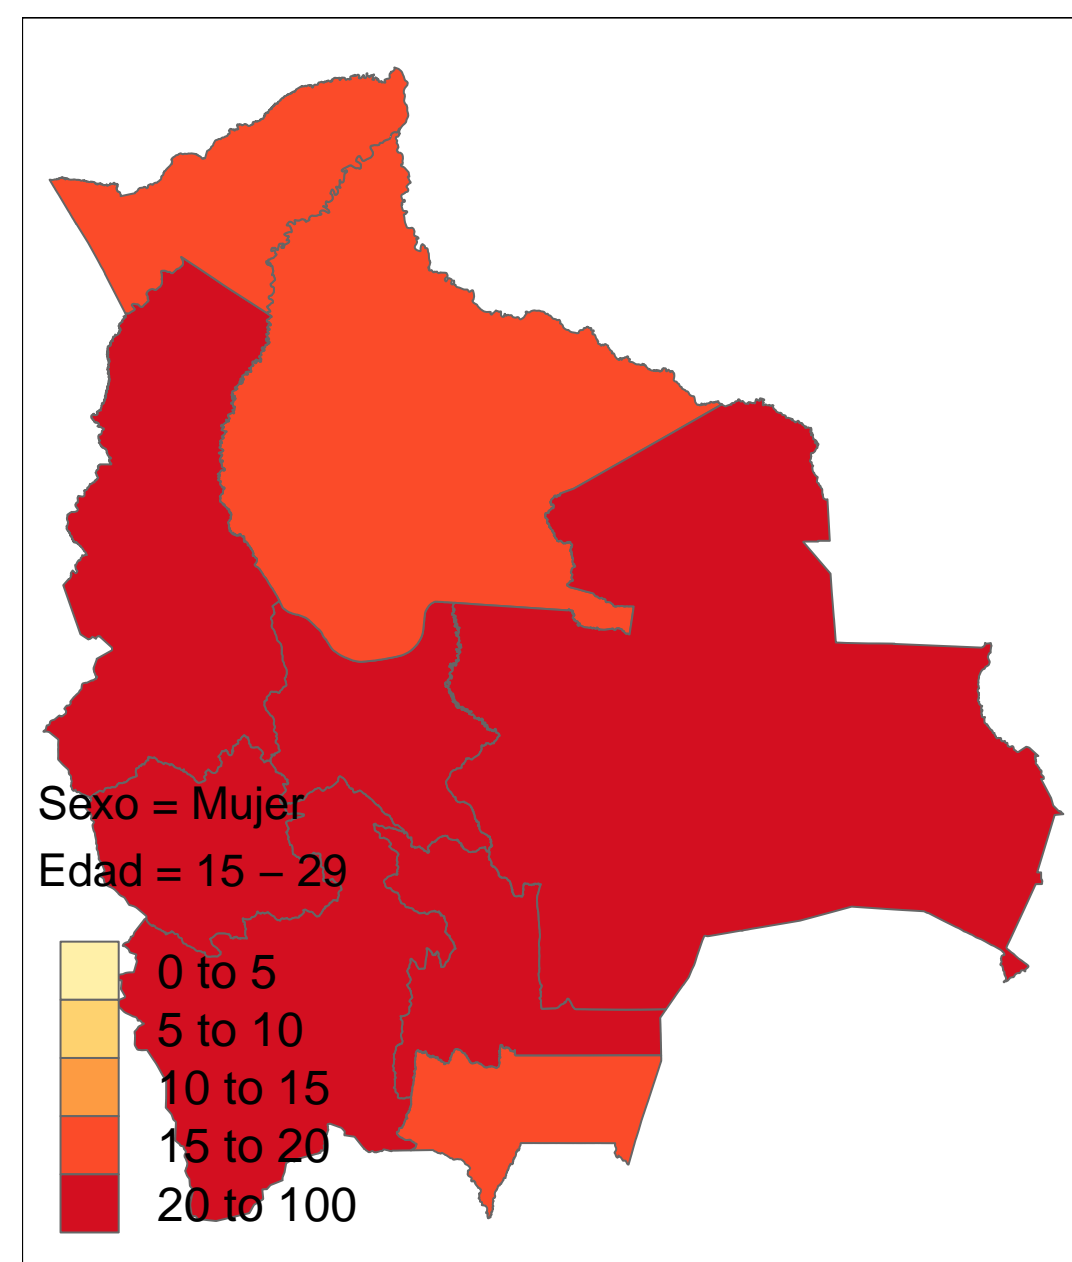 Sexo = Mujer
Edad = 15 – 29
0 to 5
5 to 10
10 to 15
15 to 20
20 to 100